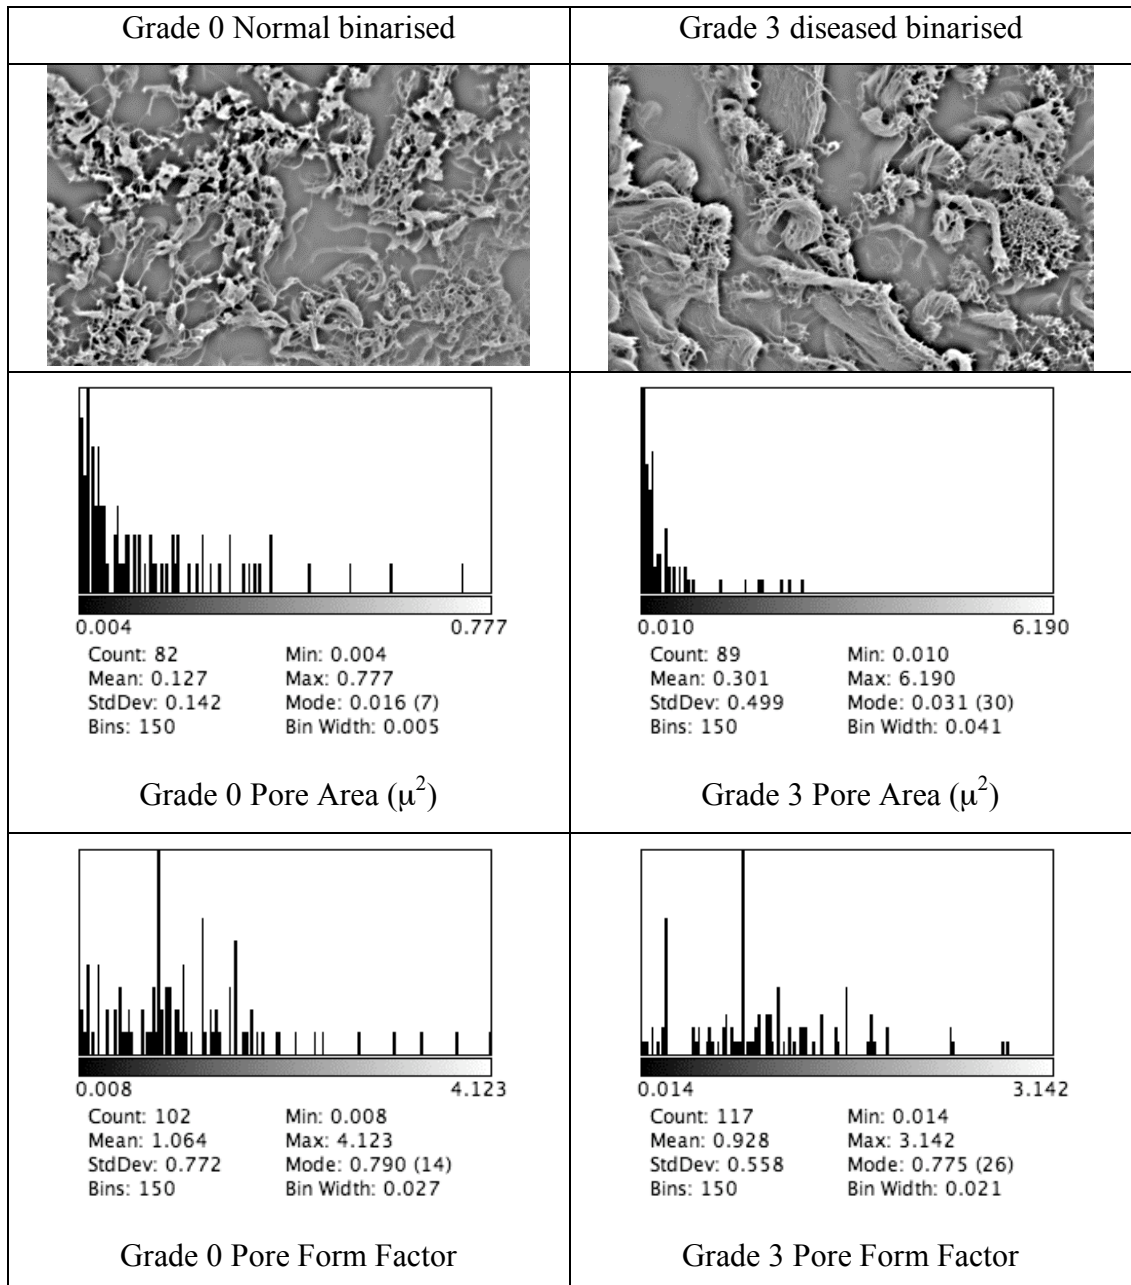 Grade 0 Normal binarised
Grade 3 diseased binarised
0.004 0.777
Count: 82 Min: 0.004
Mean: 0.127 Max: 0.777
StdDev: 0.142 Mode: 0.016 (7)
Bins: 150 Bin Width: 0.005
Grade 0 Pore Area (μ²)
0.010 6.190
Count: 89 Min: 0.010
Mean: 0.301 Max: 6.190
StdDev: 0.499 Mode: 0.031 (30)
Bins: 150 Bin Width: 0.041
Grade 3 Pore Area (μ²)
0.008 4.123
Count: 102 Min: 0.008
Mean: 1.064 Max: 4.123
StdDev: 0.772 Mode: 0.790 (14)
Bins: 150 Bin Width: 0.027
Grade 0 Pore Form Factor
0.014 3.142
Count: 117 Min: 0.014
Mean: 0.928 Max: 3.142
StdDev: 0.558 Mode: 0.775 (26)
Bins: 150 Bin Width: 0.021
Grade 3 Pore Form Factor